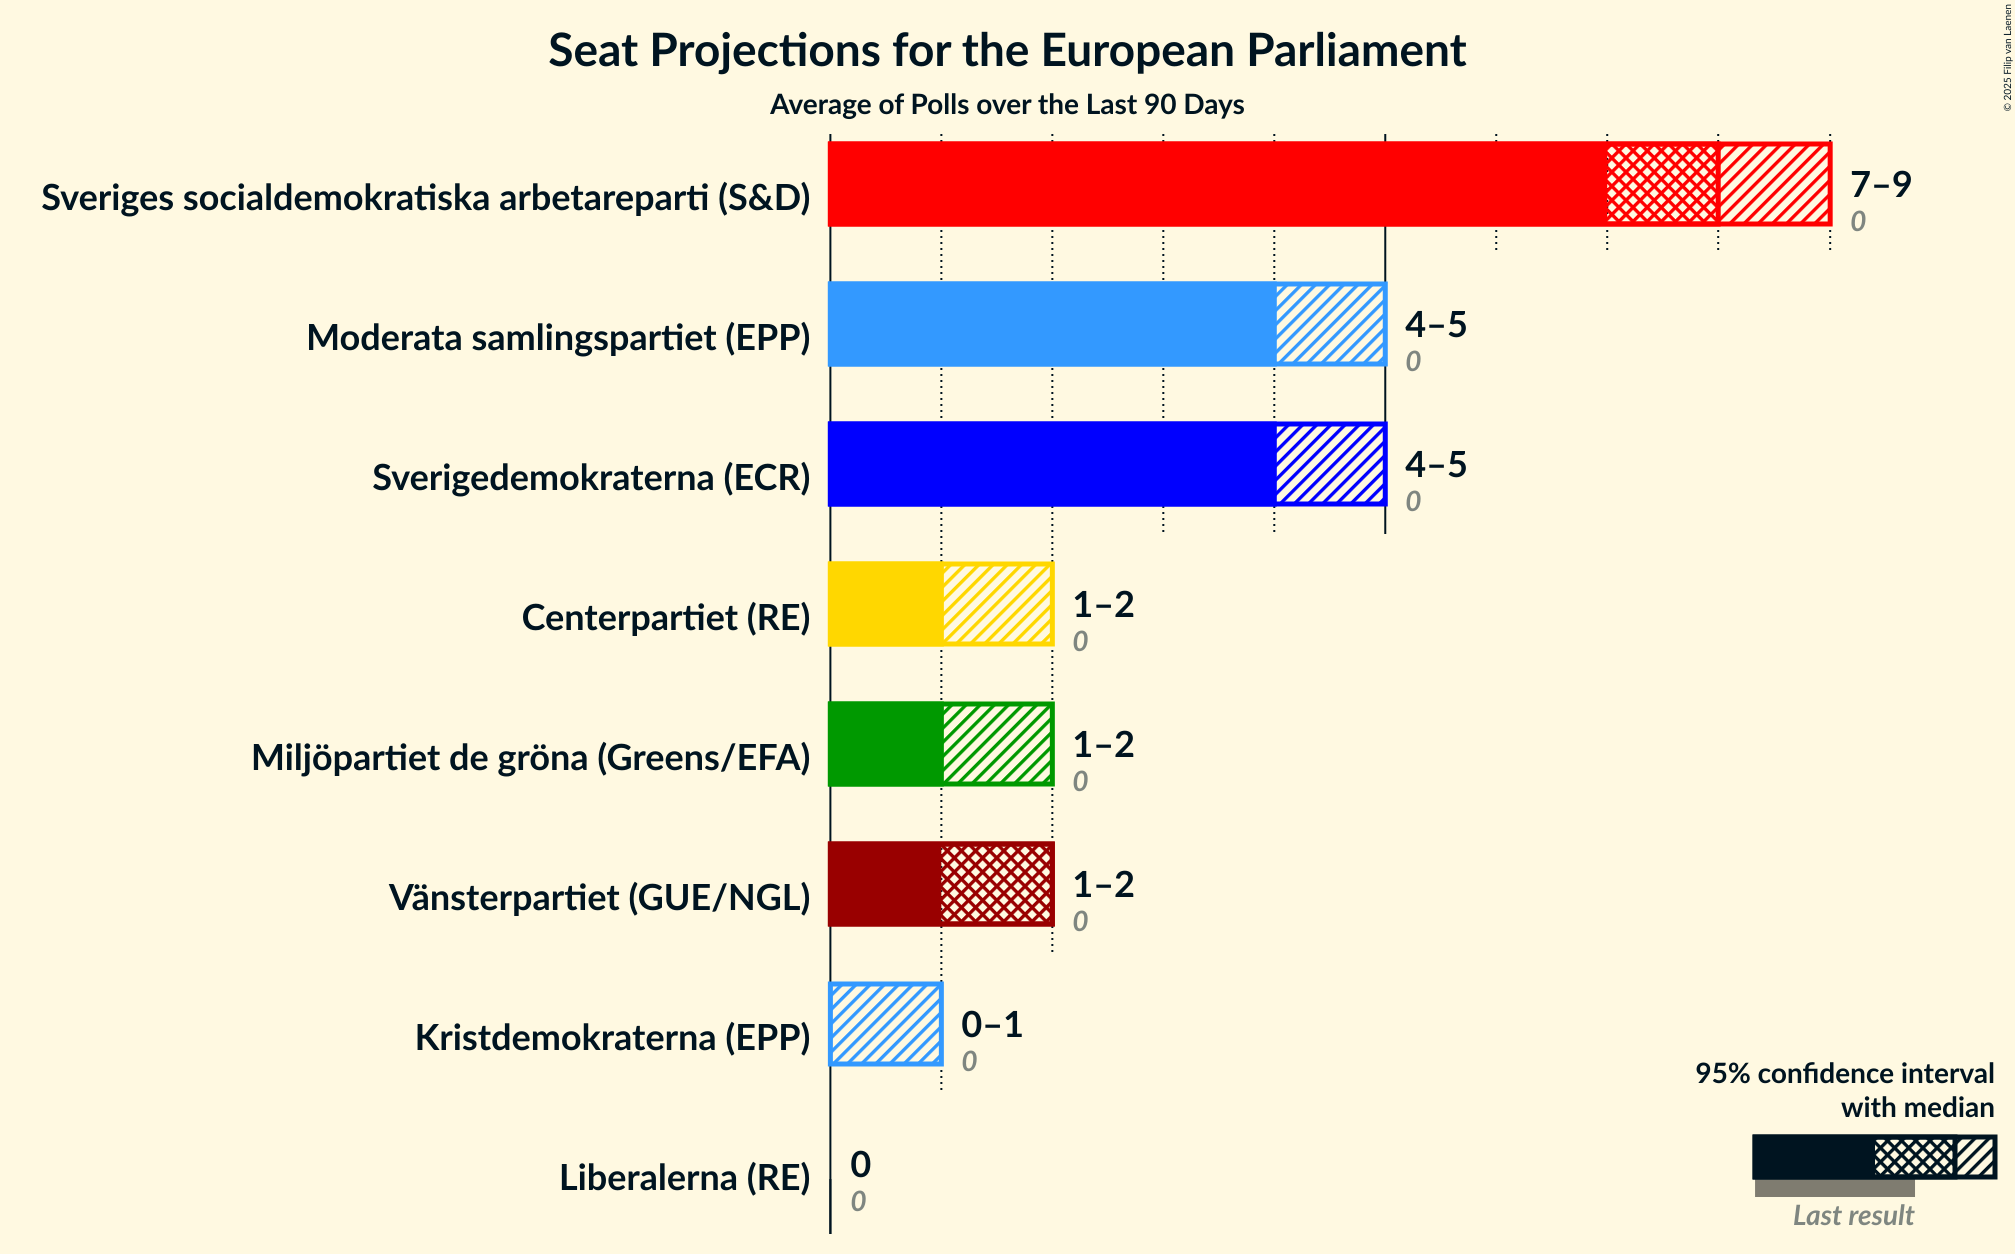 Seat Projections for the European Parliament
Average of Polls over the Last 90 Days
© 2025 Filip van Laenen
Sveriges socialdemokratiska arbetareparti (S&D)
7–9
0
Moderata samlingspartiet (EPP)
4–5
0
Sverigedemokraterna (ECR)
4–5
0
Centerpartiet (RE)
1–2
0
Miljöpartiet de gröna (Greens/EFA)
1–2
0
Vänsterpartiet (GUE/NGL)
1–2
0
Kristdemokraterna (EPP)
0–1
0
Liberalerna (RE)
0
0
95% confidence interval
with median
Last result